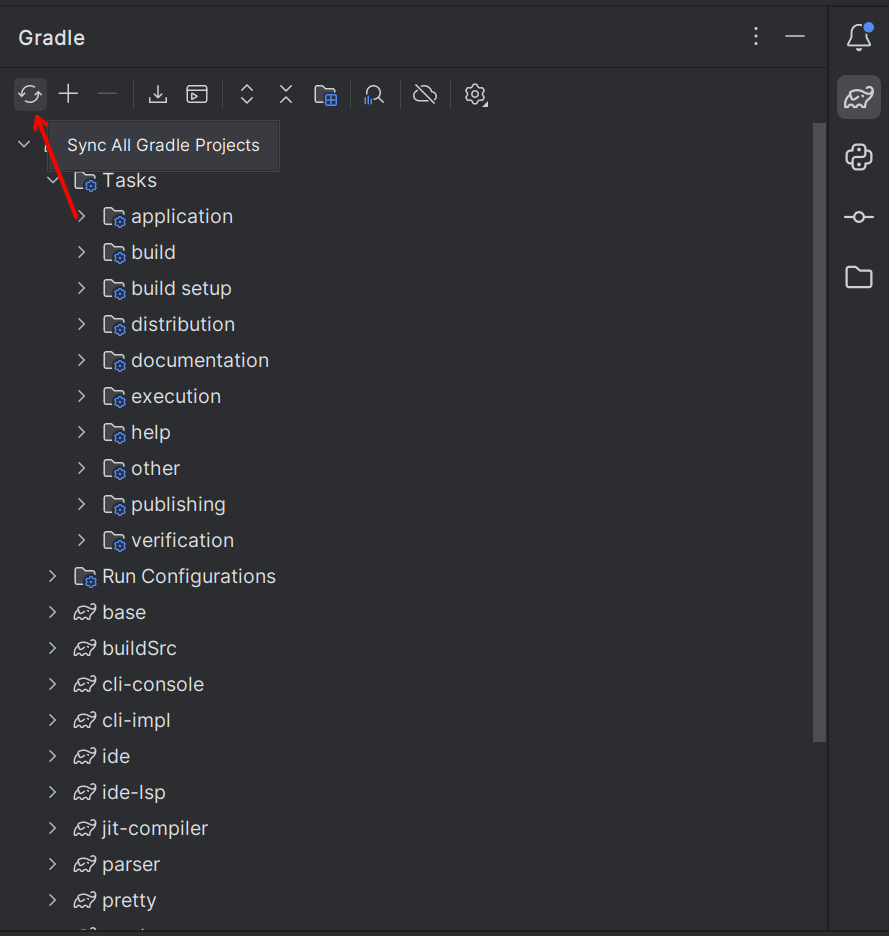 Gradle
Sync All Gradle Projects
Tasks
application
build
build setup
distribution
documentation
execution
help
other
publishing
verification
Run Configurations
base
buildSrc
cli-console
cli-impl
ide
ide-lsp
jit-compiler
parser
pretty